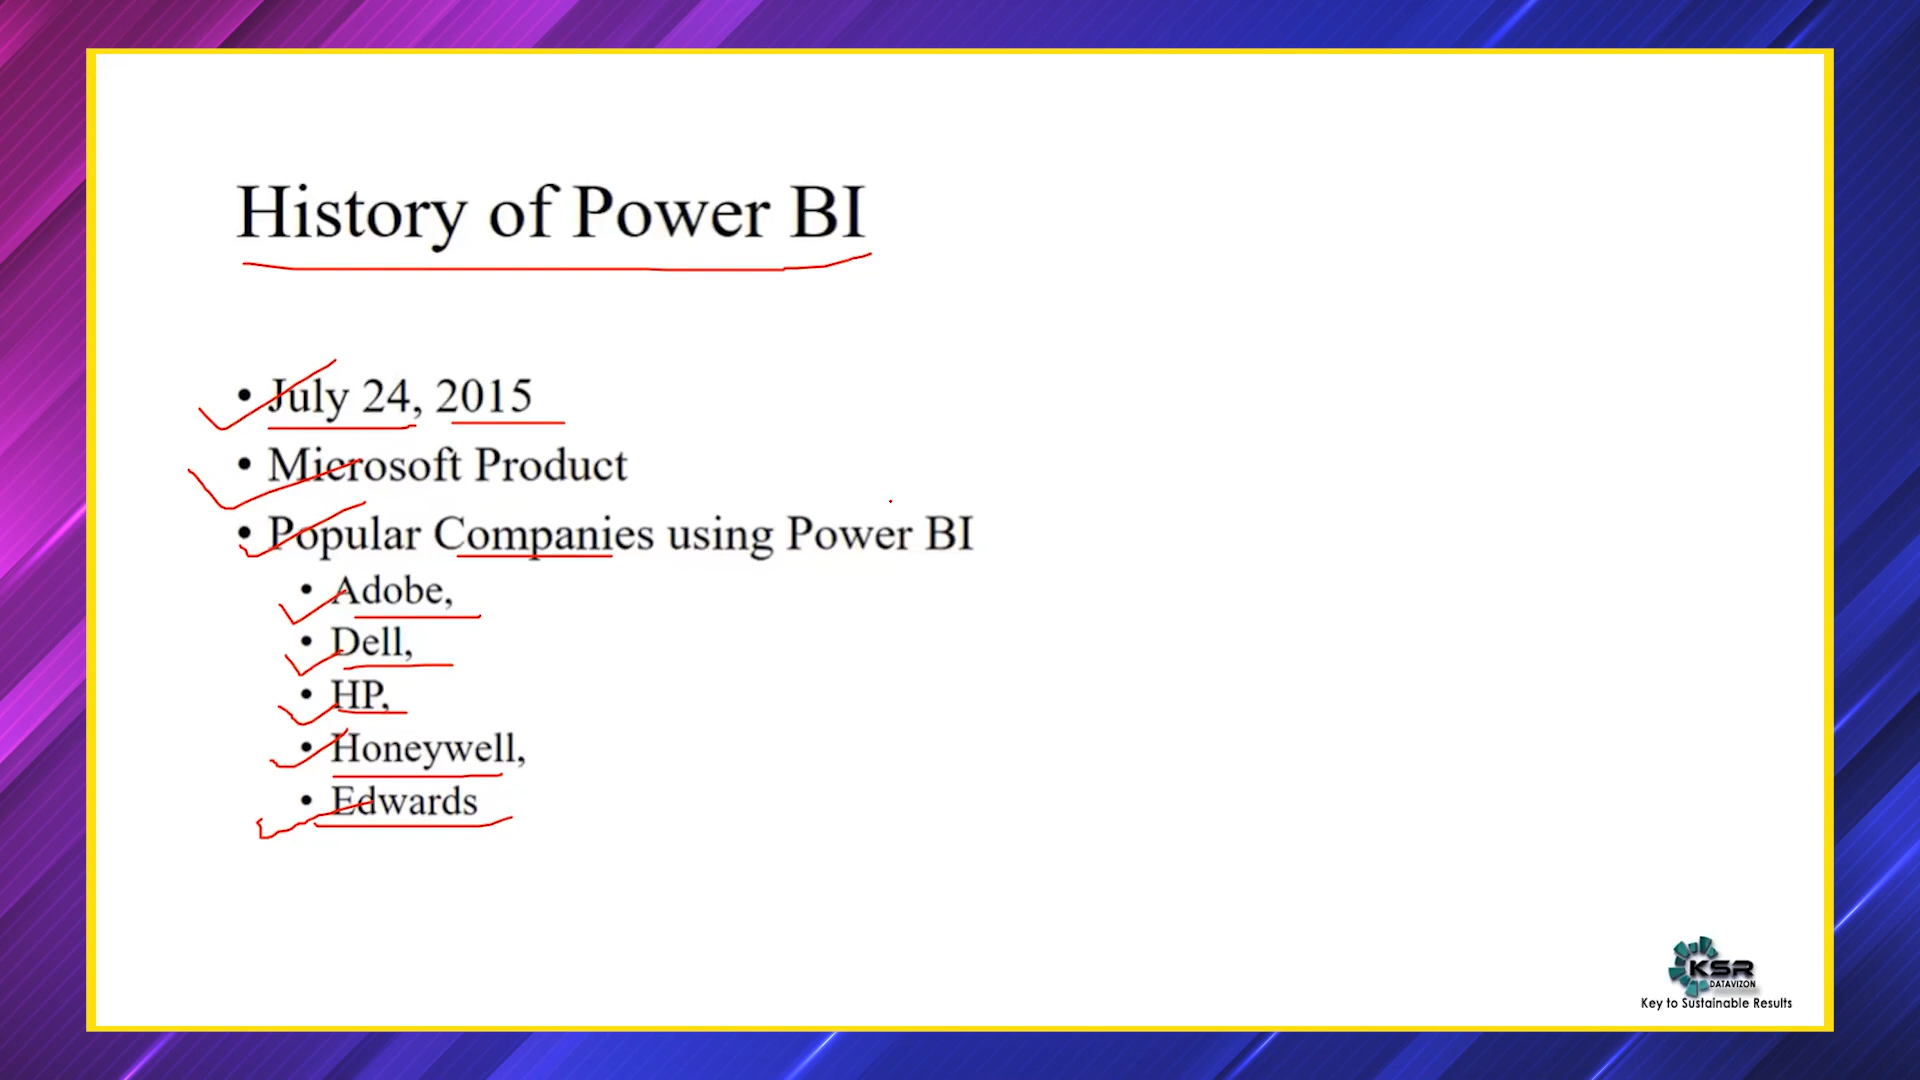 History of Power BI
• July 24, 2015
• Microsoft Product
• Popular Companies using Power BI
• Adobe,
• Dell,
• HP,
• Honeywell,
• Edwards
KSR
DATAVIZON
Key to Sustainable Results